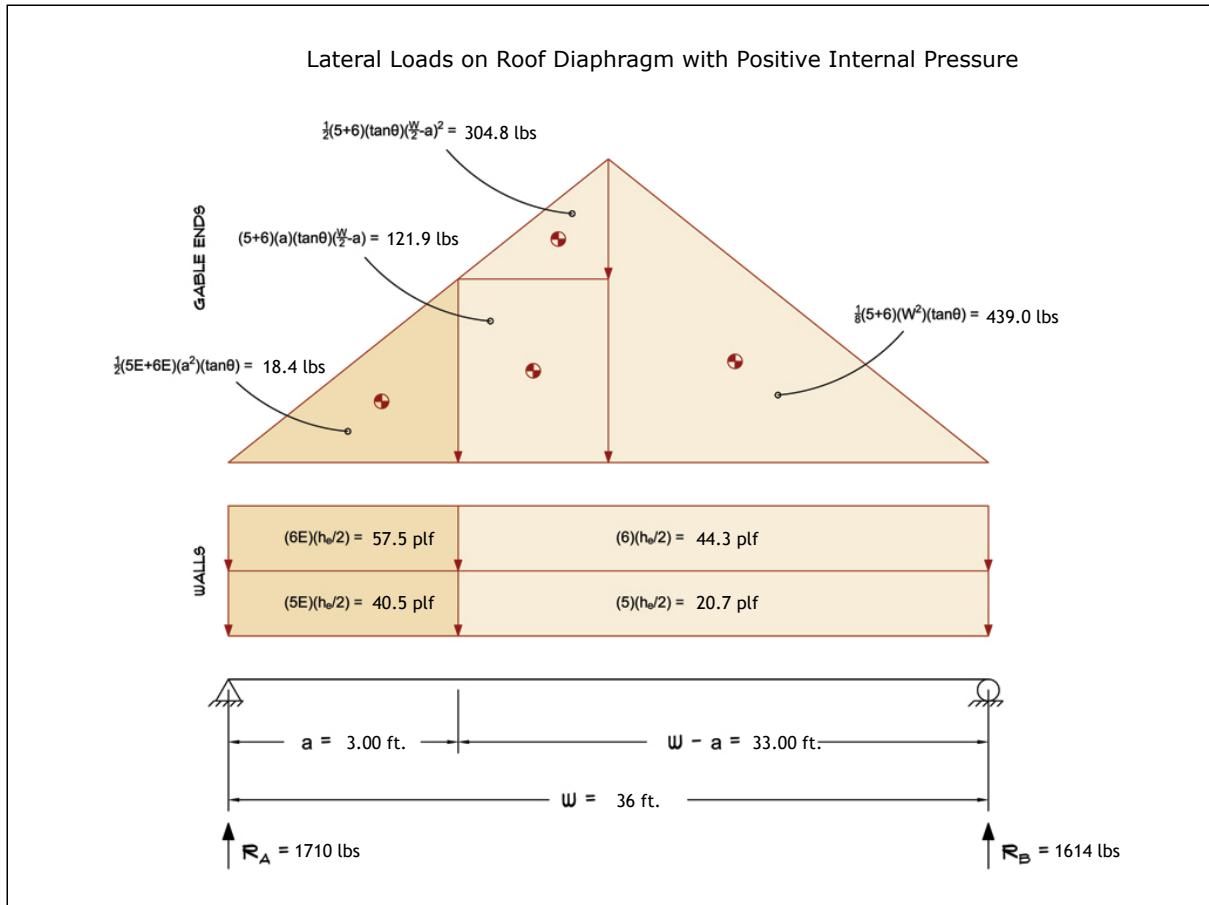 Lateral Loads on Roof Diaphragm with Positive Internal Pressure
½(5+6)(tanθ)(W/2-a)² = 304.8 lbs
GABLE ENDS
(5+6)(a)(tanθ)(W/2-a) = 121.9 lbs
⅛(5+6)(W²)(tanθ) = 439.0 lbs
½(5E+6E)(a²)(tanθ) = 18.4 lbs
WALLS
(6E)(hₑ/2) = 57.5 plf
(6)(hₑ/2) = 44.3 plf
(5E)(hₑ/2) = 40.5 plf
(5)(hₑ/2) = 20.7 plf
a = 3.00 ft.
W - a = 33.00 ft.
W = 36 ft.
R_A = 1710 lbs
R_B = 1614 lbs